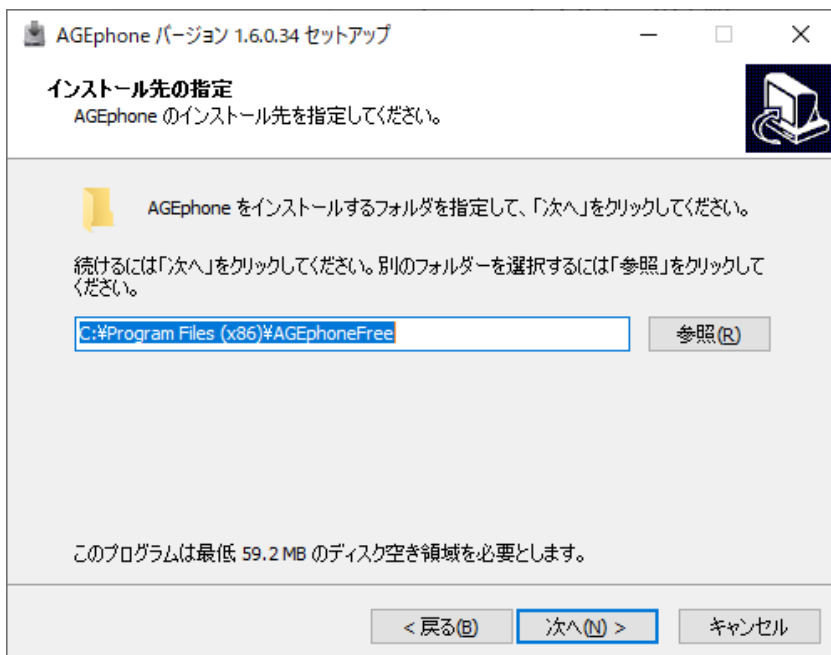 AGEphone バージョン 1.6.0.34 セットアップ
インストール先の指定
AGEphone のインストール先を指定してください。
AGEphone をインストールするフォルダを指定して、「次へ」をクリックしてください。
続けるには「次へ」をクリックしてください。別のフォルダーを選択するには「参照」をクリックして
ください。
C:¥Program Files (x86)¥AGEphoneFree
参照(R)
このプログラムは最低 59.2 MB のディスク空き領域を必要とします。
< 戻る(B)
次へ(N) >
キャンセル